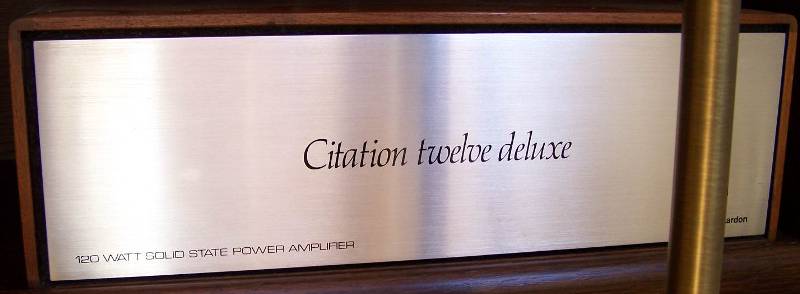 Citation twelve deluxe
120 WATT SOLID STATE POWER AMPLIFIER